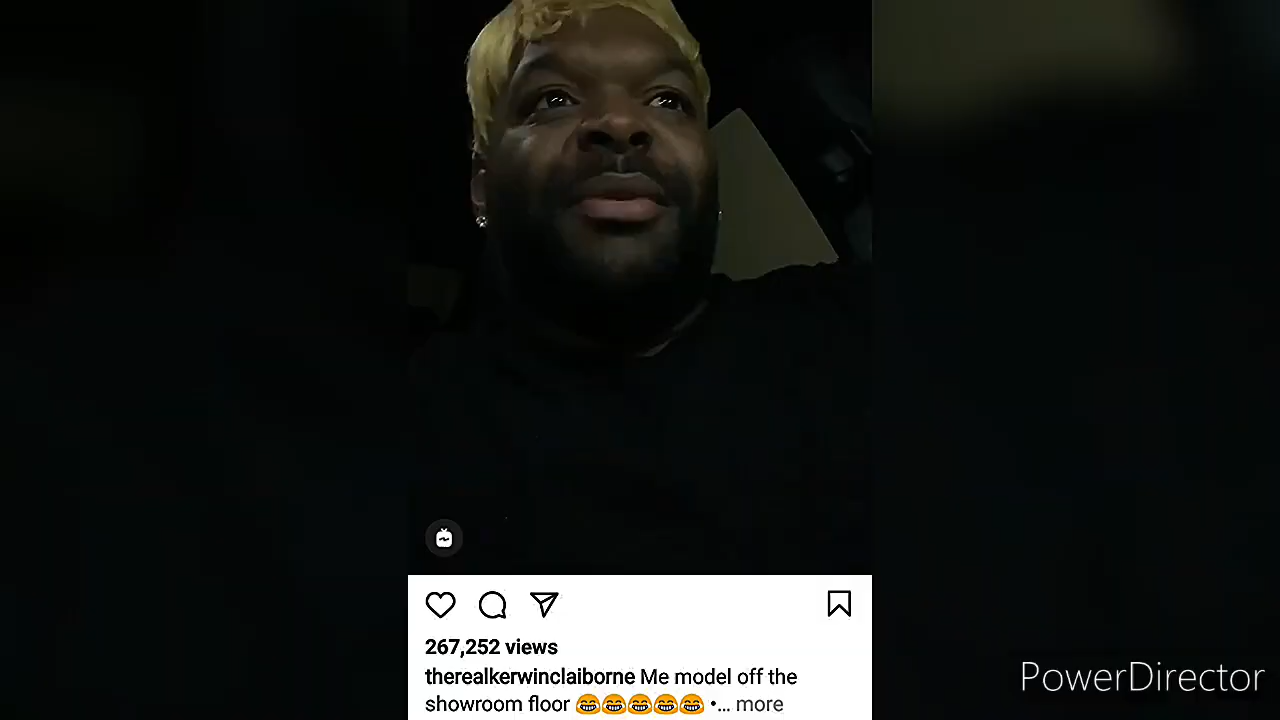 267,252 views
therealkerwinclaiborne Me model off the
showroom floor 😂😂😂😂😂 •... more
PowerDirector